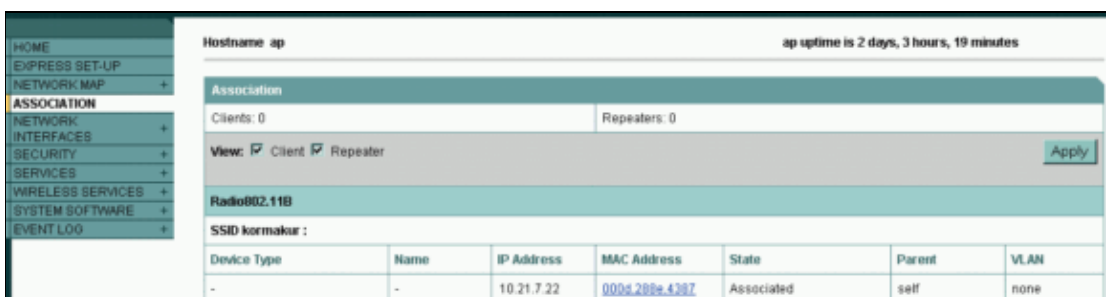 Hostname ap ap uptime is 2 days, 3 hours, 19 minutes
HOME
EXPRESS SET-UP
NETWORK MAP +
ASSOCIATION
NETWORK INTERFACES +
SECURITY +
SERVICES +
WIRELESS SERVICES +
SYSTEM SOFTWARE +
EVENT LOG +
Association
Clients: 0 Repeaters: 0
View: Client Repeater Apply
Radio802.11B
SSID kormakur :
Device Type Name IP Address MAC Address State Parent VLAN
- - 10.21.7.22 000d.288e.4387 Associated self none